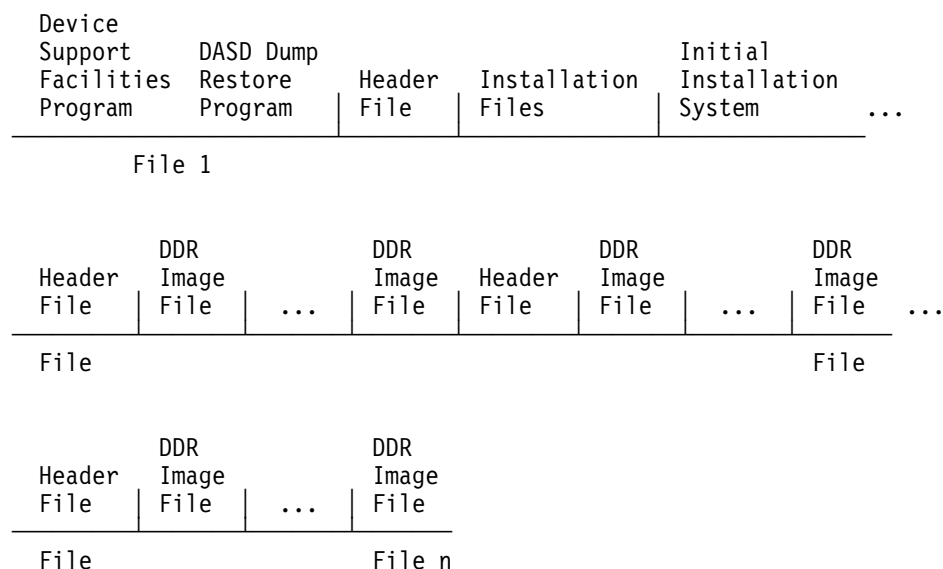 Device
Support DASD Dump Initial
Facilities Restore Header Installation Installation
Program Program File Files System ...
File 1
DDR DDR DDR DDR
Header Image Image Header Image Image
File File ... File File File ... File ...
File File
DDR DDR
Header Image Image
File File ... File
File File n